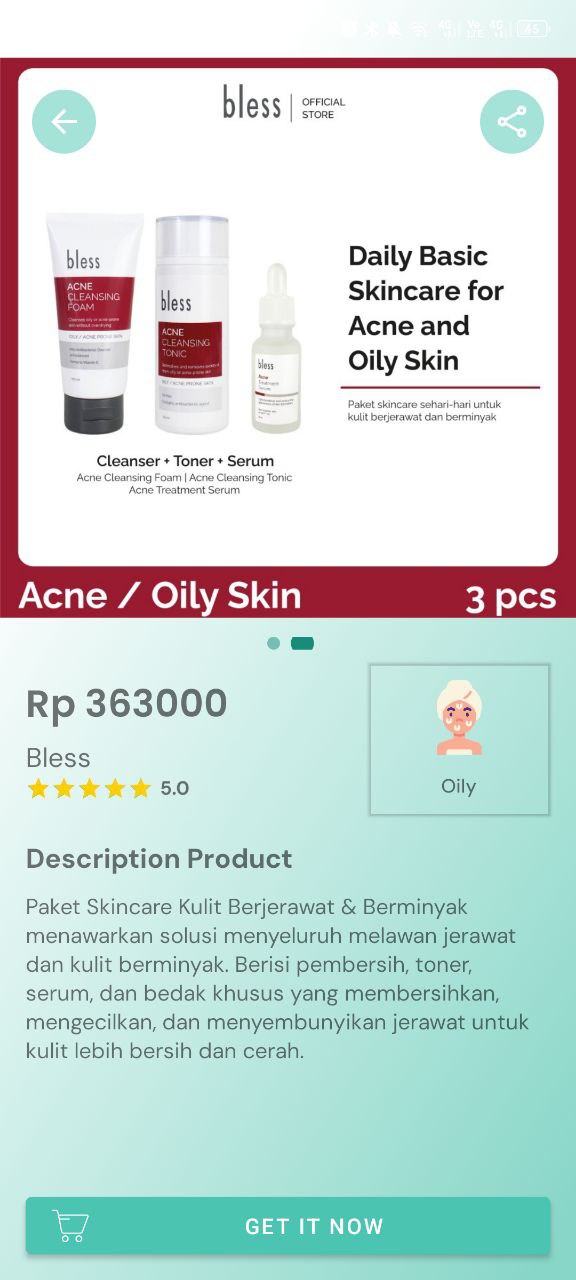 45
bless | OFFICIAL STORE
bless
ACNE
CLEANSING
FOAM
OILY / ACNE PRONE SKIN
bless
ACNE
CLEANSING
TONIC
OILY / ACNE PRONE SKIN
bless
Acne
Treatment
Serum
Daily Basic
Skincare for
Acne and
Oily Skin
Paket skincare sehari-hari untuk
kulit berjerawat dan berminyak
Cleanser + Toner + Serum
Acne Cleansing Foam | Acne Cleansing Tonic
Acne Treatment Serum
Acne / Oily Skin 3 pcs
Rp 363000
Bless
5.0
Oily
Description Product
Paket Skincare Kulit Berjerawat & Berminyak
menawarkan solusi menyeluruh melawan jerawat
dan kulit berminyak. Berisi pembersih, toner,
serum, dan bedak khusus yang membersihkan,
mengecilkan, dan menyembunyikan jerawat untuk
kulit lebih bersih dan cerah.
GET IT NOW